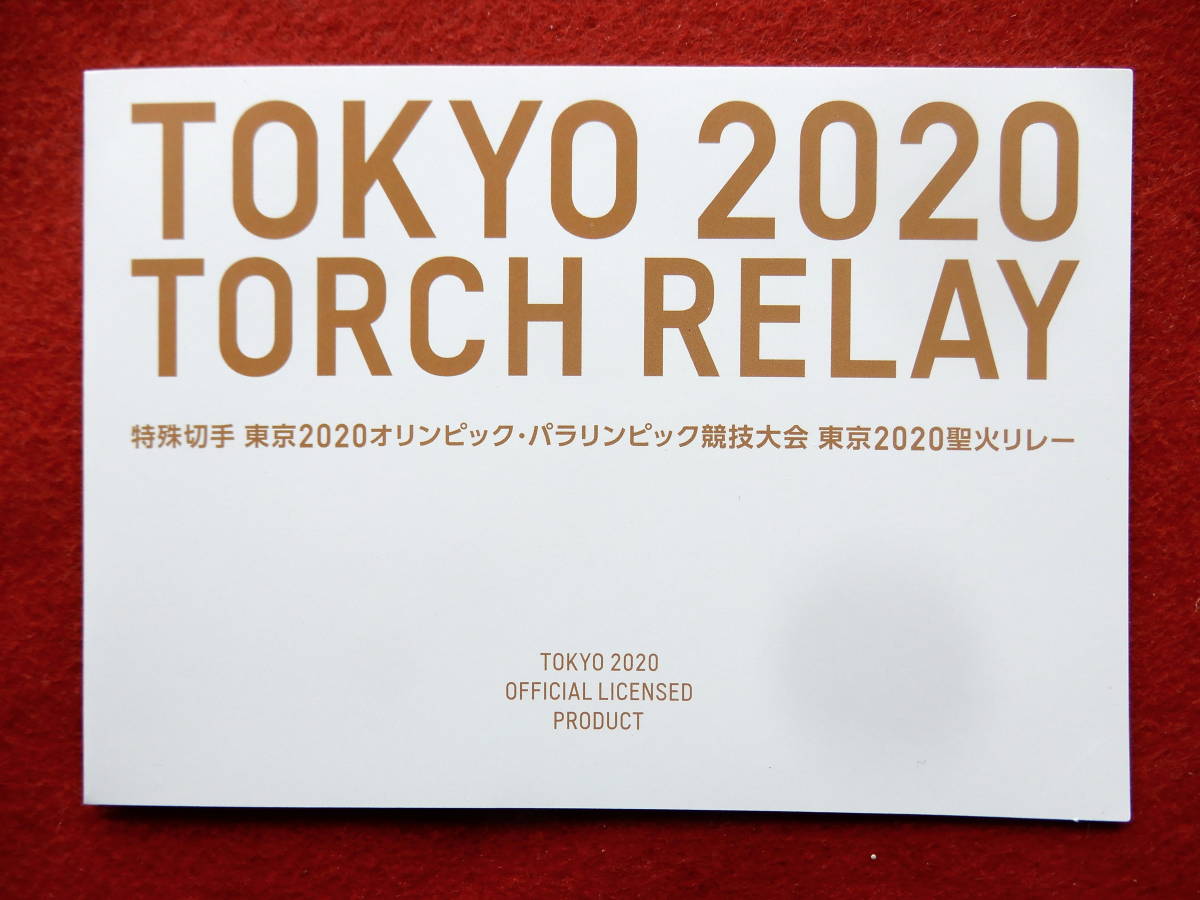 TOKYO 2020
TORCH RELAY
特殊切手 東京2020オリンピック・パラリンピック競技大会 東京2020聖火リレー
TOKYO 2020
OFFICIAL LICENSED
PRODUCT